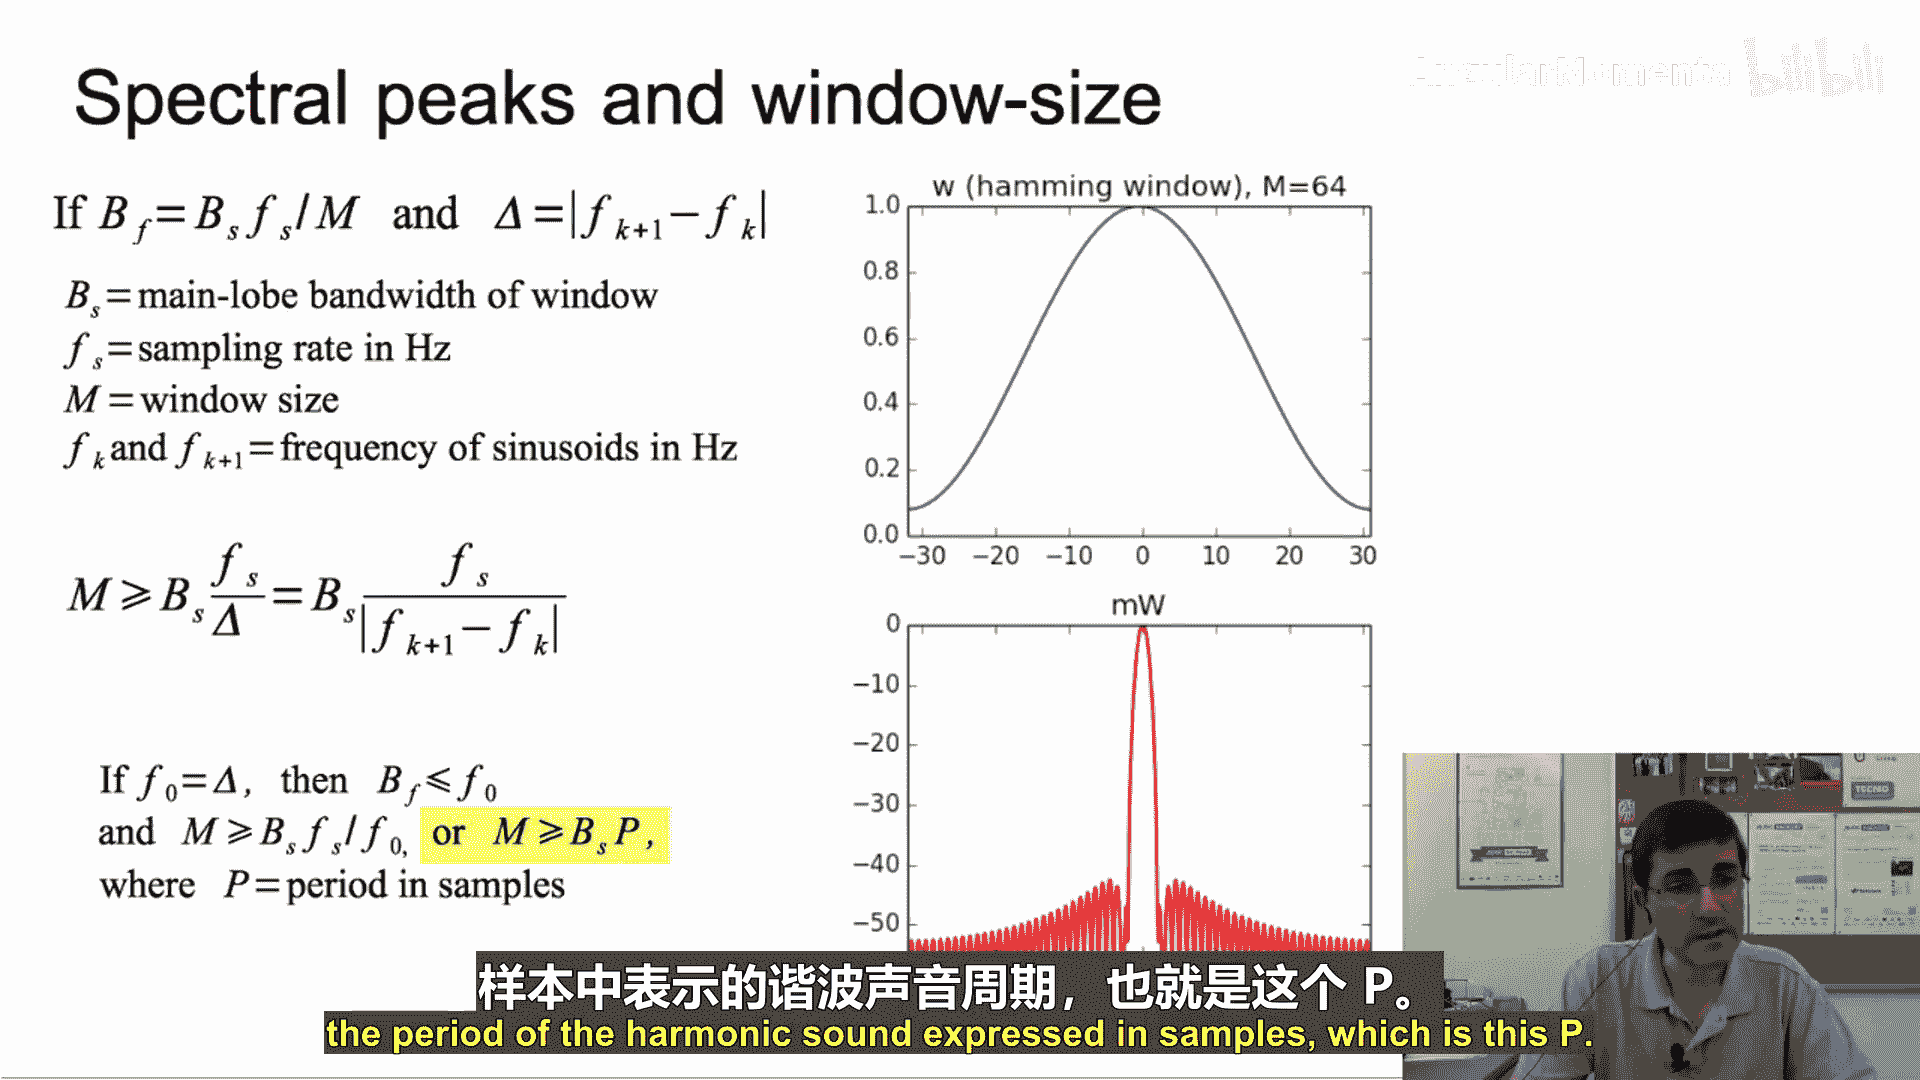 Spectral peaks and window-size
bilibili
If B_f = B_s f_s / M and Δ = |f_{k+1} − f_k|
B_s = main-lobe bandwidth of window
f_s = sampling rate in Hz
M = window size
f_k and f_{k+1} = frequency of sinusoids in Hz
M ⩾ B_s f_s / Δ = B_s f_s / |f_{k+1} − f_k|
If f_0 = Δ, then B_f ⩽ f_0
and M ⩾ B_s f_s / f_0, or M ⩾ B_s P,
where P = period in samples
w (hamming window), M=64
1.0
0.8
0.6
0.4
0.2
0.0
−30 −20 −10 0 10 20 30
mW
0
−10
−20
−30
−40
−50
TECNIO
样本中表示的谐波声音周期，也就是这个 P。
the period of the harmonic sound expressed in samples, which is this P.